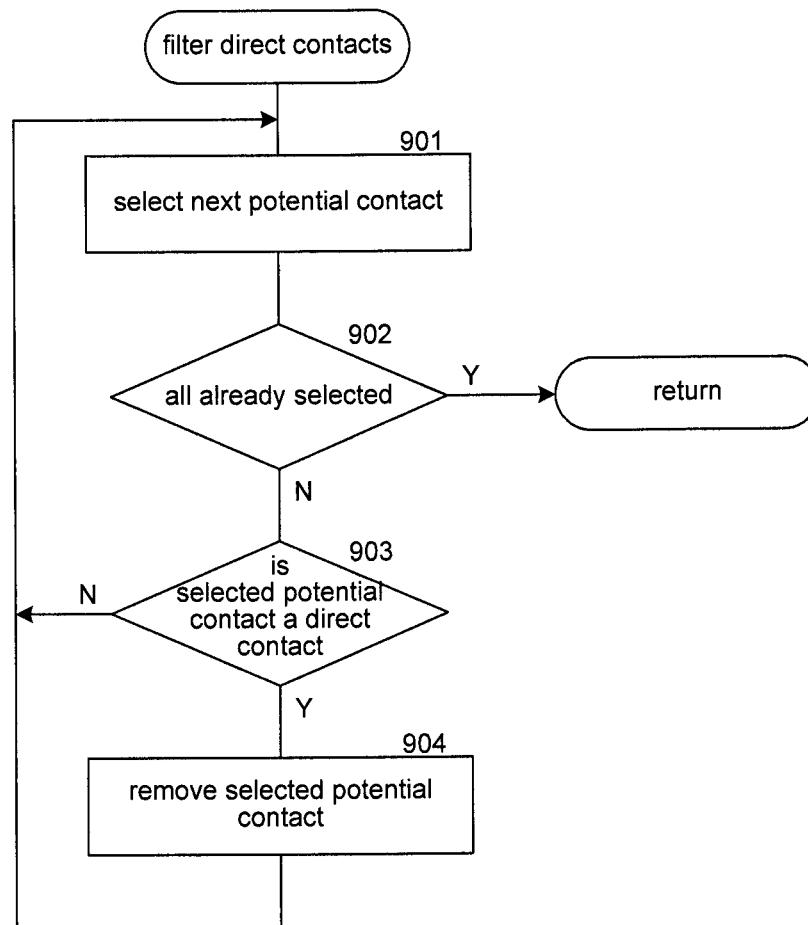 filter direct contacts
901
select next potential contact
902
all already selected
Y
return
N
903
is
selected potential
contact a direct
contact
N
Y
904
remove selected potential
contact